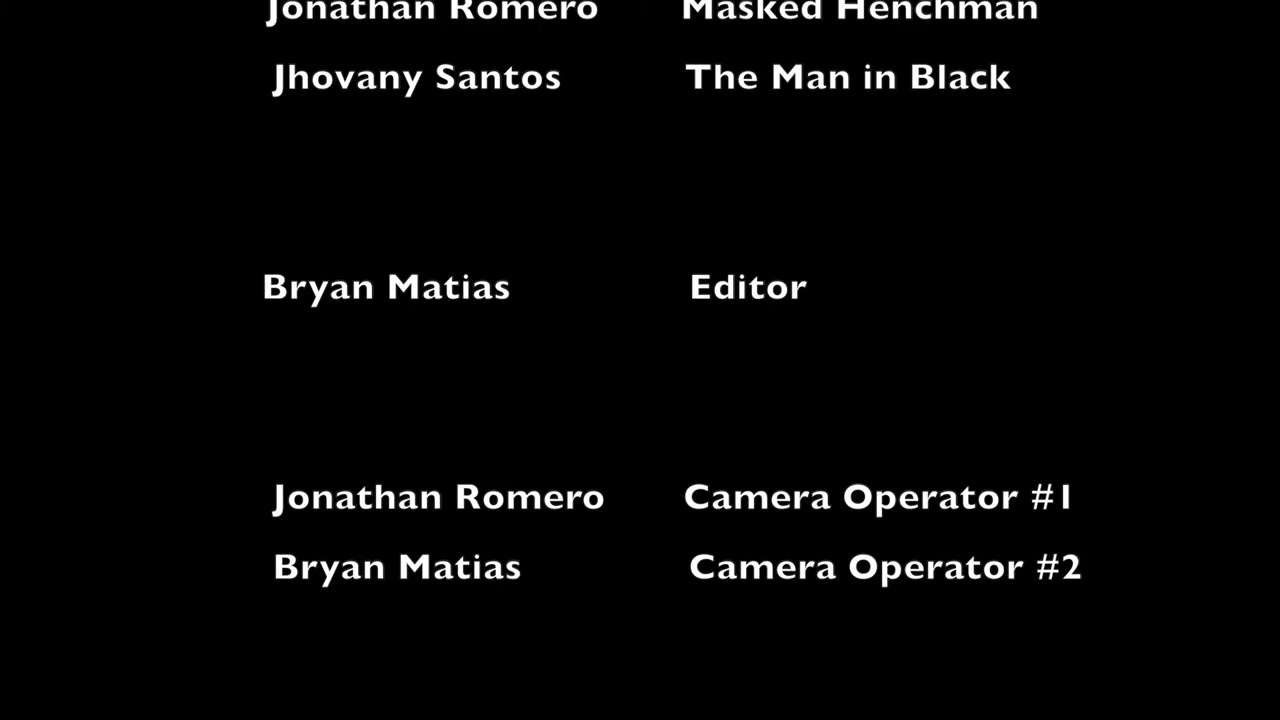 Jonathan Romero Masked Henchman
Jhovany Santos The Man in Black
Bryan Matias Editor
Jonathan Romero Camera Operator #1
Bryan Matias Camera Operator #2